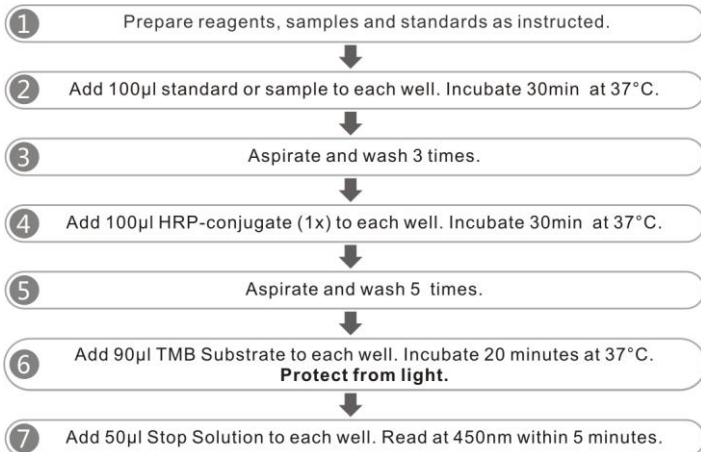 1 Prepare reagents, samples and standards as instructed.
2 Add 100μl standard or sample to each well. Incubate 30min at 37°C.
3 Aspirate and wash 3 times.
4 Add 100μl HRP-conjugate (1x) to each well. Incubate 30min at 37°C.
5 Aspirate and wash 5 times.
6 Add 90μl TMB Substrate to each well. Incubate 20 minutes at 37°C.
Protect from light.
7 Add 50μl Stop Solution to each well. Read at 450nm within 5 minutes.